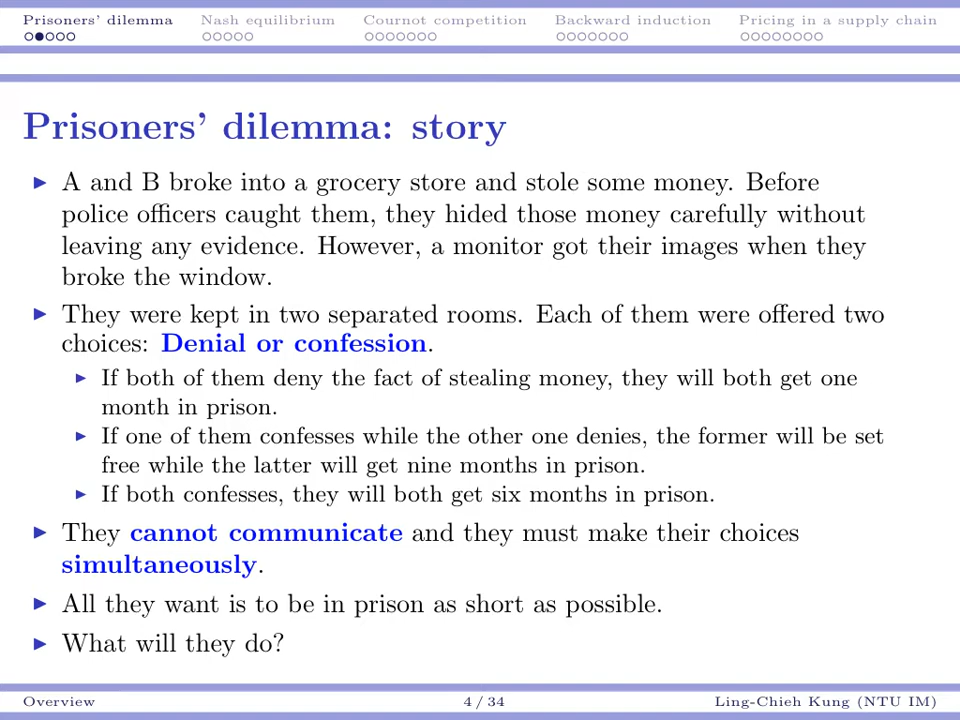 Prisoners' dilemma Nash equilibrium Cournot competition Backward induction Pricing in a supply chain
Prisoners' dilemma: story
A and B broke into a grocery store and stole some money. Before
police officers caught them, they hided those money carefully without
leaving any evidence. However, a monitor got their images when they
broke the window.
They were kept in two separated rooms. Each of them were offered two
choices: Denial or confession.
If both of them deny the fact of stealing money, they will both get one
month in prison.
If one of them confesses while the other one denies, the former will be set
free while the latter will get nine months in prison.
If both confesses, they will both get six months in prison.
They cannot communicate and they must make their choices
simultaneously.
All they want is to be in prison as short as possible.
What will they do?
Overview 4 / 34 Ling-Chieh Kung (NTU IM)